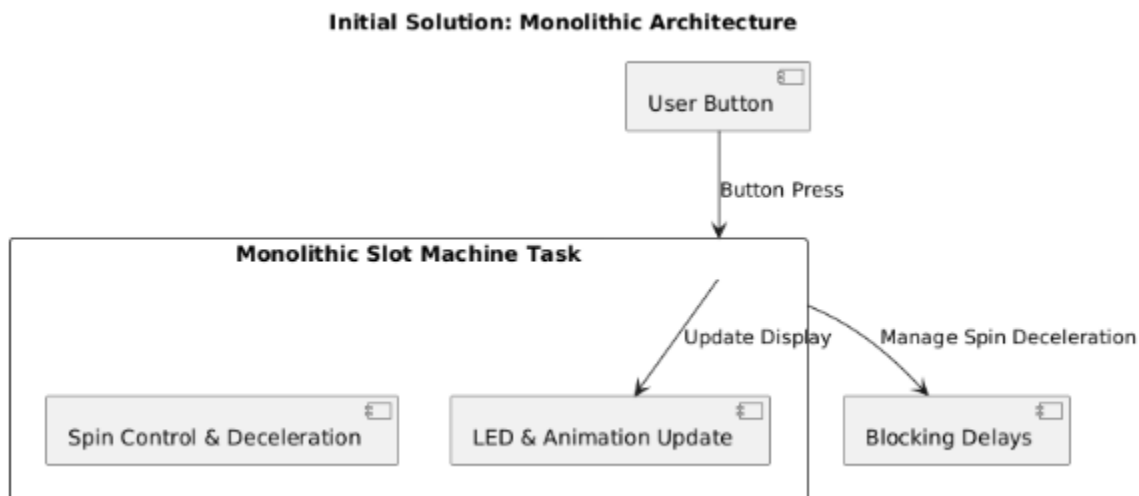 Initial Solution: Monolithic Architecture
User Button
Button Press
Monolithic Slot Machine Task
Update Display
Manage Spin Deceleration
Spin Control & Deceleration
LED & Animation Update
Blocking Delays